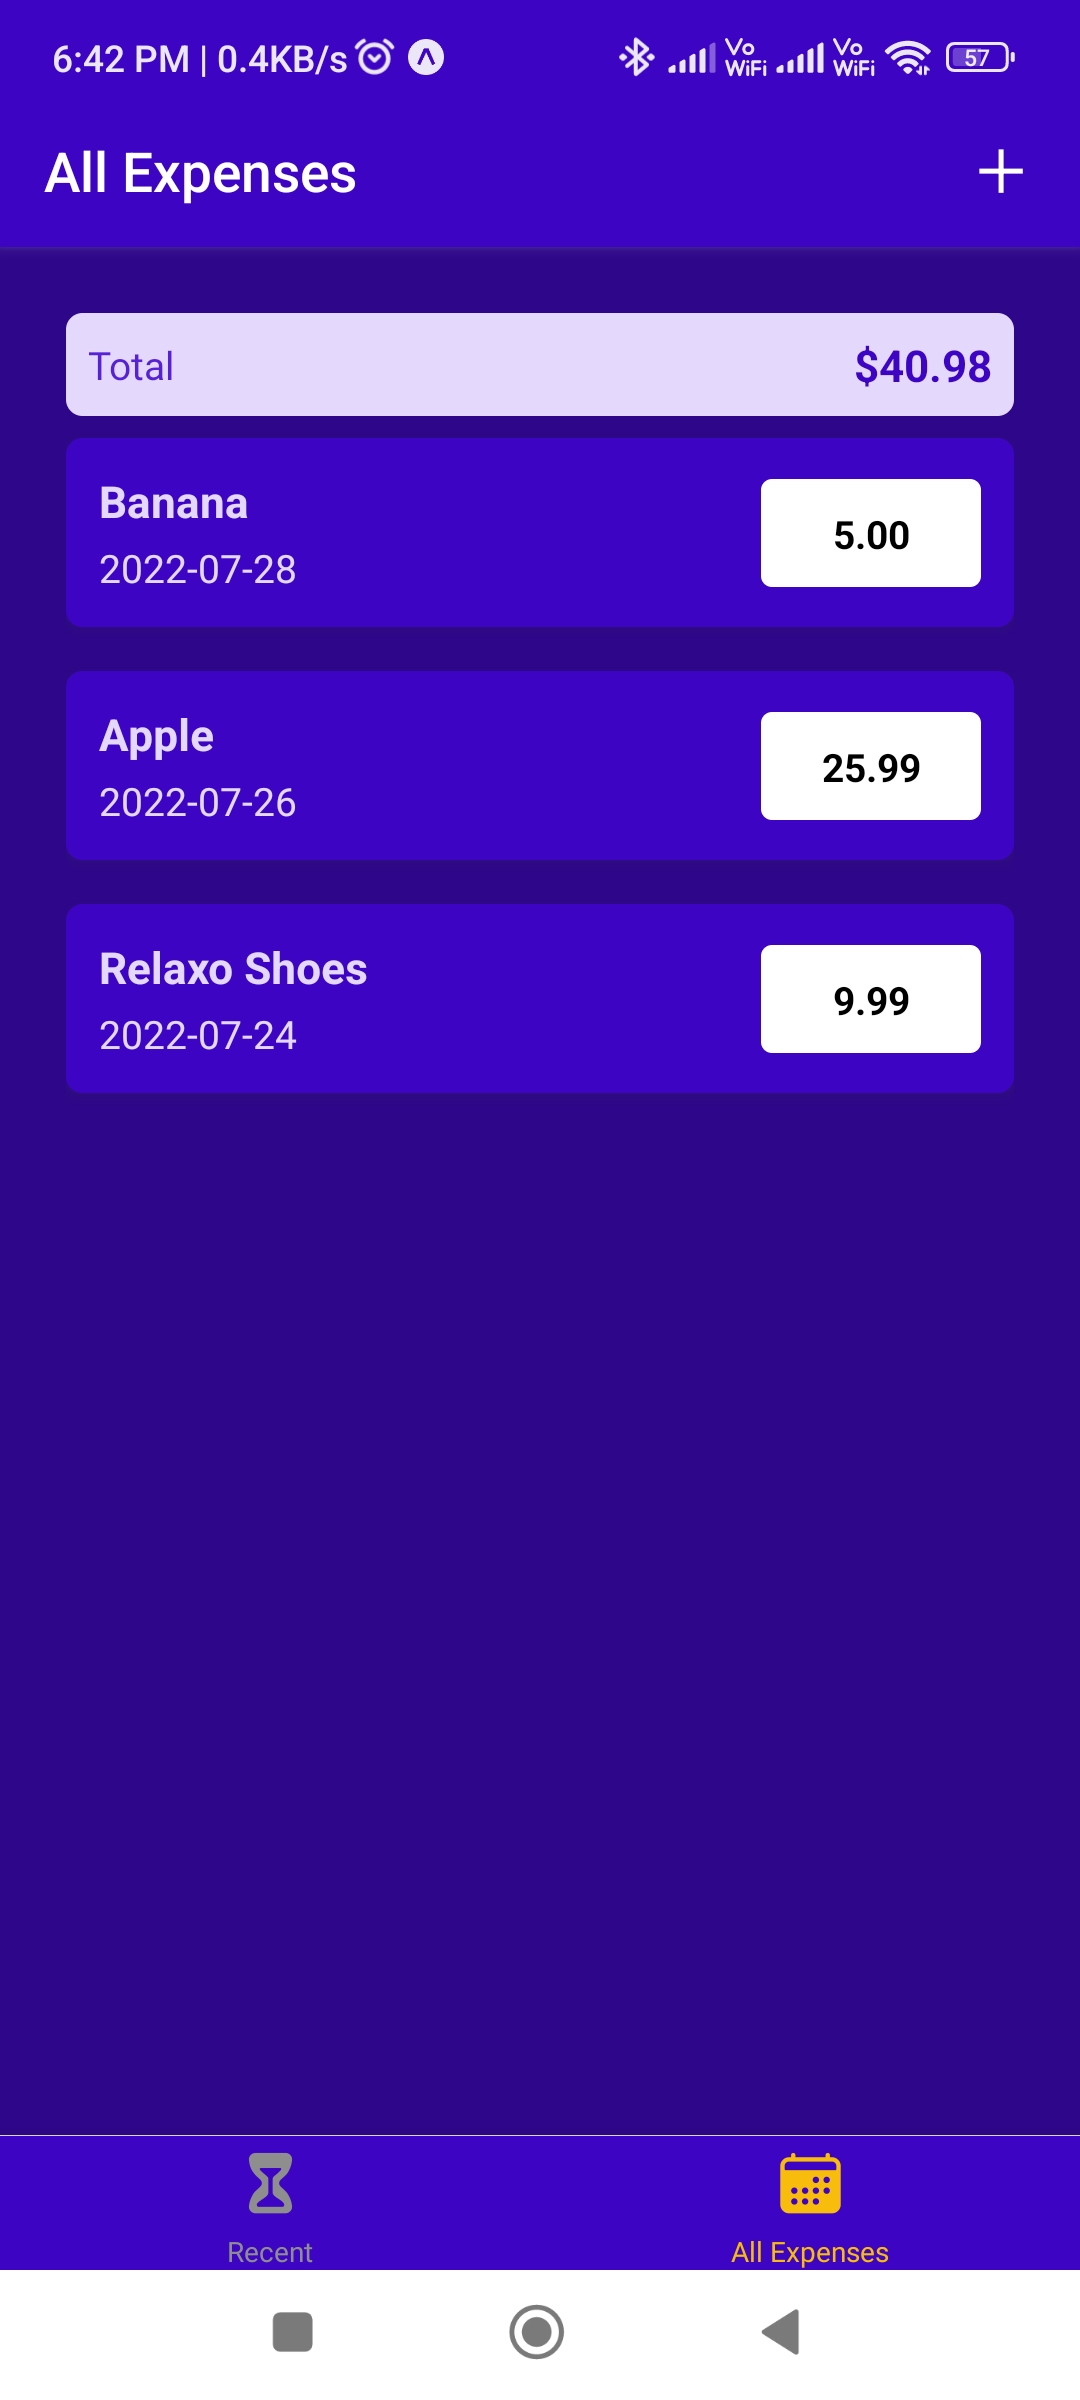 6:42 PM | 0.4KB/s Vo WiFi Vo WiFi 57
All Expenses
Total $40.98
Banana
5.00
2022-07-28
Apple
25.99
2022-07-26
Relaxo Shoes
9.99
2022-07-24
Recent All Expenses